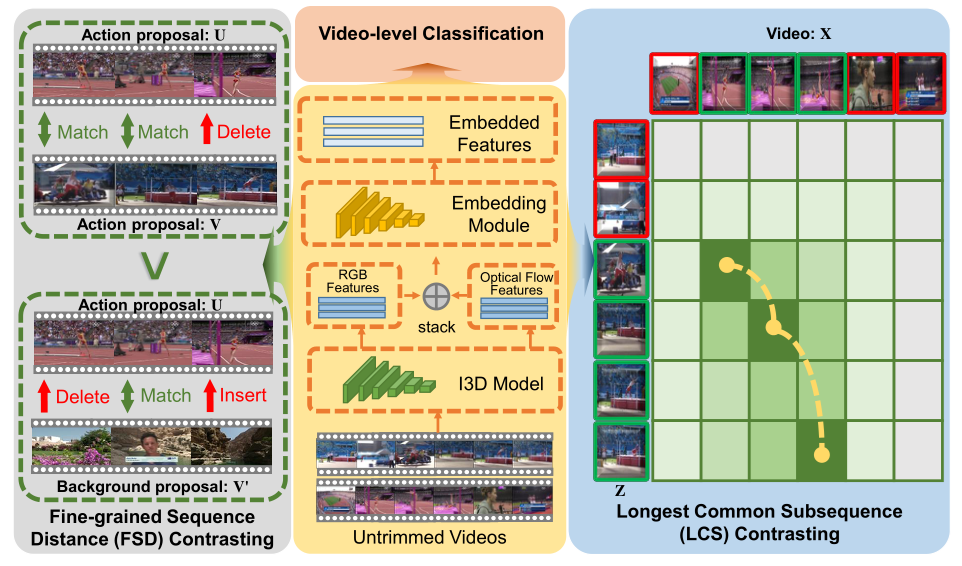 Action proposal: U
Match
Match
Delete
Action proposal: V
V
Action proposal: U
Delete
Match
Insert
Background proposal: V'
Fine-grained Sequence
Distance (FSD) Contrasting
Video-level Classification
Embedded
Features
Embedding
Module
RGB
Features
Optical Flow
Features
stack
I3D Model
Untrimmed Videos
Video: X
Z
Longest Common Subsequence
(LCS) Contrasting